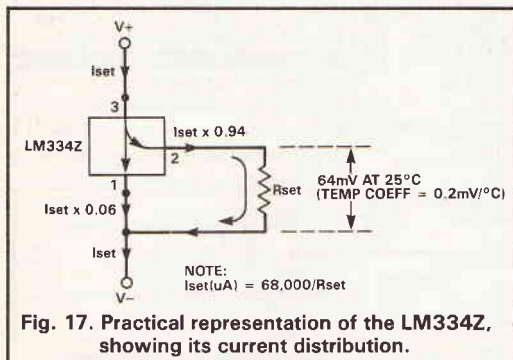 V+
Iset
3
LM334Z
Iset x 0.94
2
1
Iset x 0.06
Rset
64mV AT 25°C
(TEMP COEFF = 0.2mV/°C)
Iset
V–
NOTE:
Iset(uA) = 68,000/Rset
Fig. 17. Practical representation of the LM334Z,
showing its current distribution.